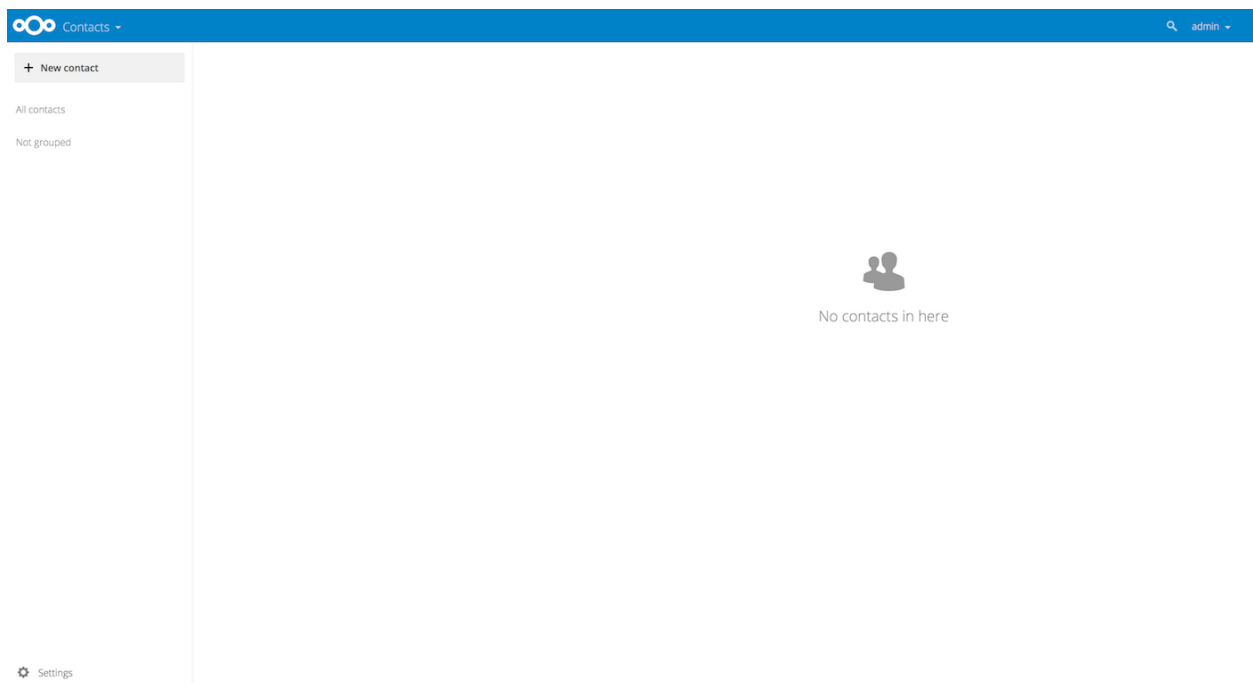 Contacts
admin
+ New contact
All contacts
Not grouped
No contacts in here
Settings